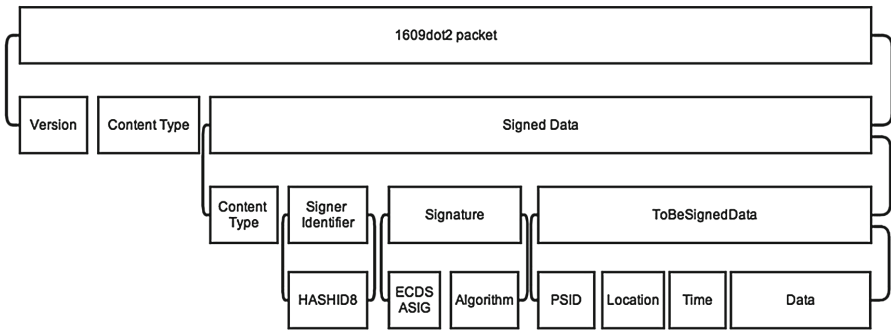 1609dot2 packet
Version
Content Type
Signed Data
Content
Type
Signer
Identifier
Signature
ToBeSignedData
HASHID8
ECDS
ASIG
Algorithm
PSID
Location
Time
Data